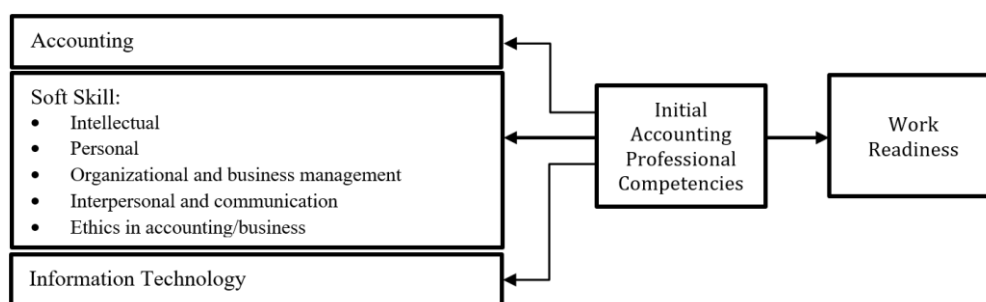 Accounting
Soft Skill:
• Intellectual
• Personal
• Organizational and business management
• Interpersonal and communication
• Ethics in accounting/business
Information Technology
Initial
Accounting
Professional
Competencies
Work
Readiness